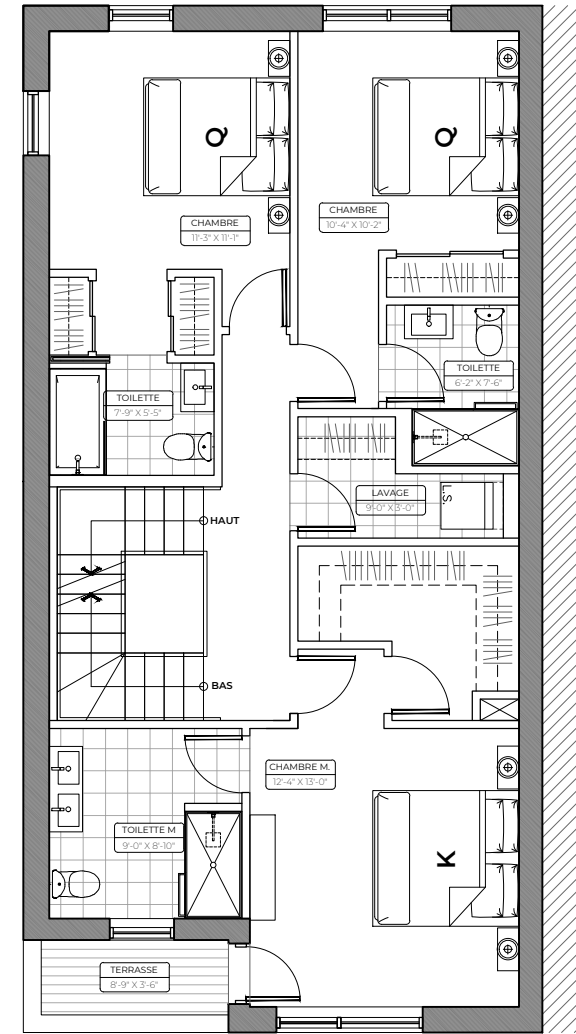 Q
Q
CHAMBRE
11'-3" X 11'-1"
CHAMBRE
10'-4" X 10'-2"
TOILETTE
6'-2" X 7'-6"
TOILETTE
7'-9" X 5'-5"
LAVAGE
9'-0" X 3'-0"
L.S.
HAUT
BAS
CHAMBRE M.
12'-4" X 13'-0"
TOILETTE M
9'-0" X 8'-10"
K
TERRASSE
8'-9" X 3'-6"